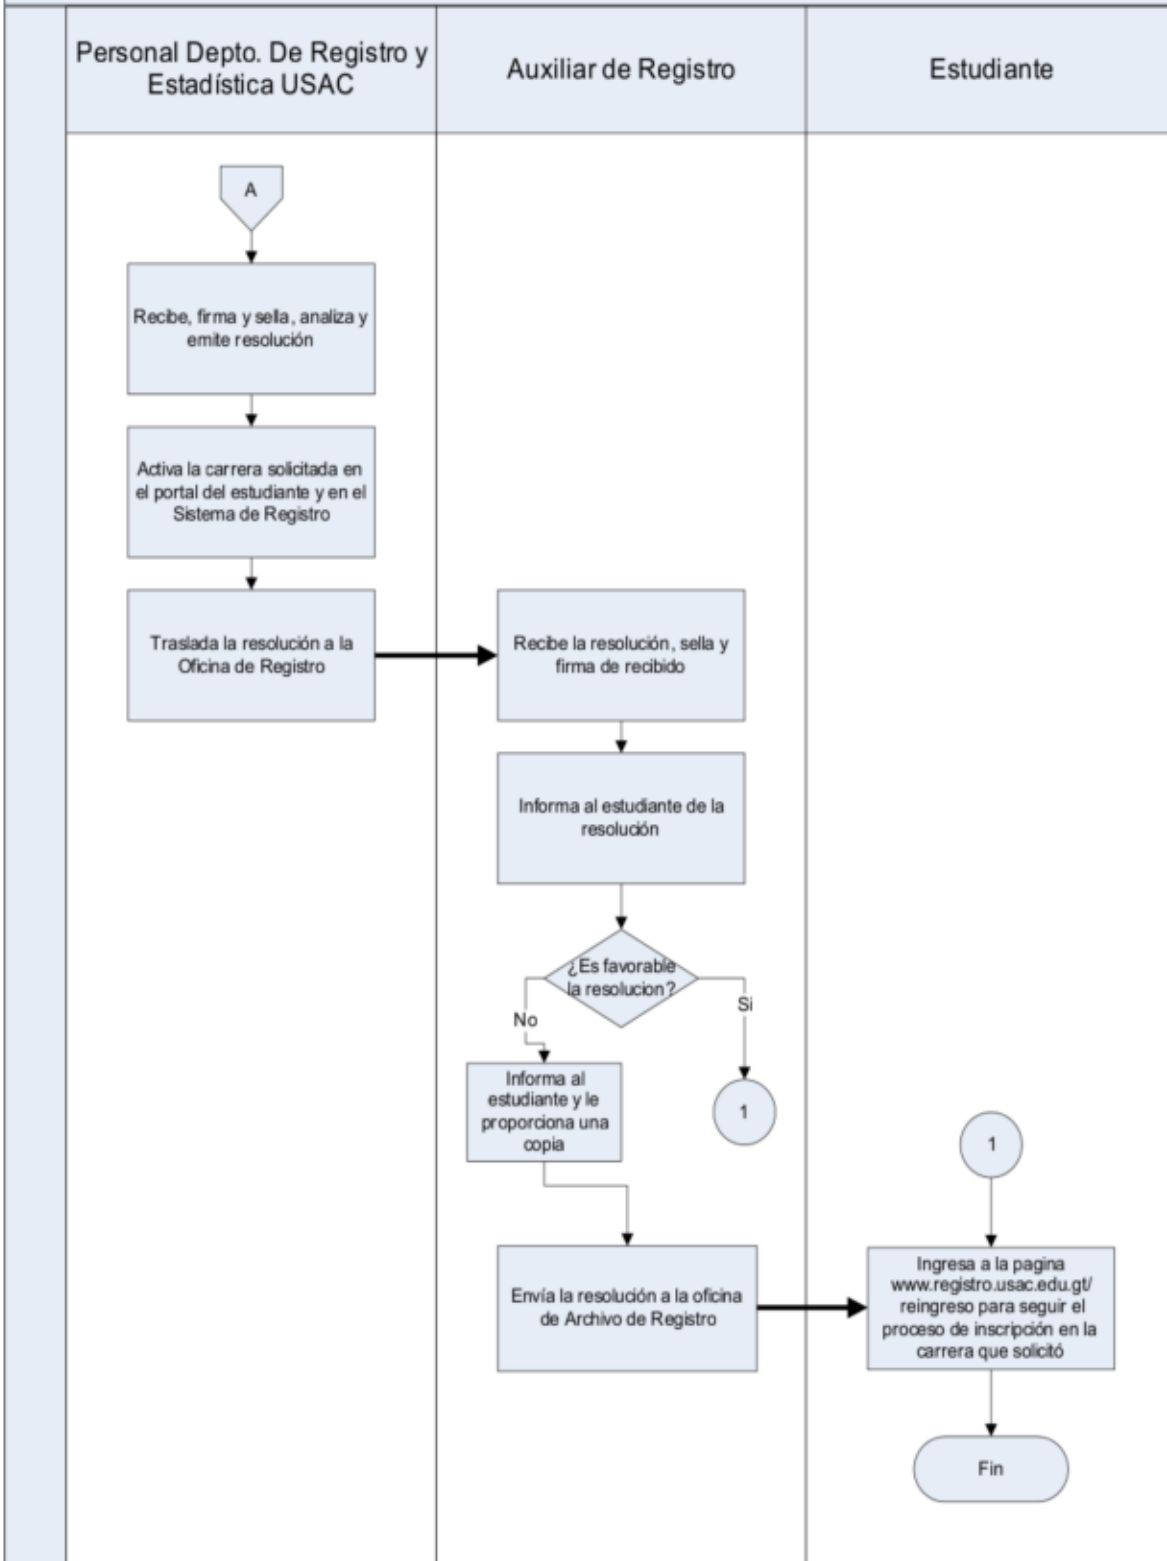 Personal Depto. De Registro y
Estadística USAC
Auxiliar de Registro
Estudiante
A
Recibe, firma y sella, analiza y
emite resolución
Activa la carrera solicitada en
el portal del estudiante y en el
Sistema de Registro
Traslada la resolución a la
Oficina de Registro
Recibe la resolución, sella y
firma de recibido
Informa al estudiante de la
resolución
¿Es favorable
la resolucion?
No
Si
Informa al
estudiante y le
proporciona una
copia
1
1
Envía la resolución a la oficina
de Archivo de Registro
Ingresa a la pagina
www.registro.usac.edu.gt/
reingreso para seguir el
proceso de inscripción en la
carrera que solicitó
Fin